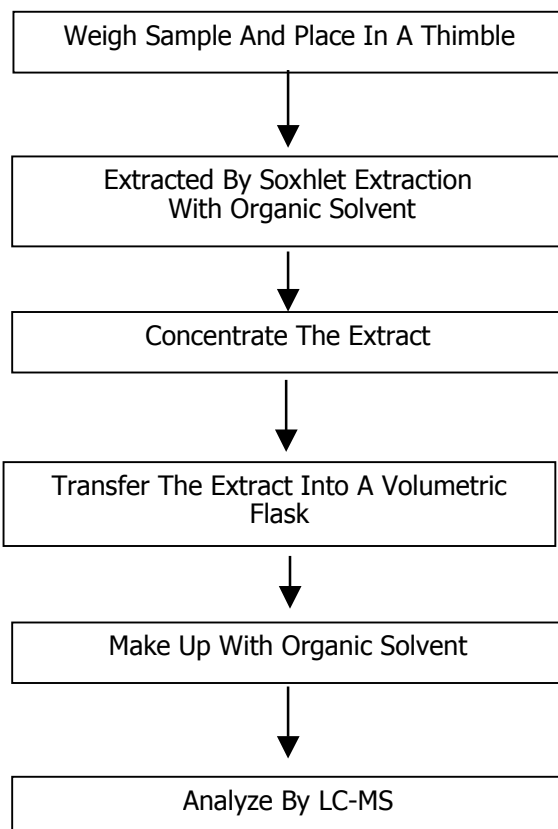 Weigh Sample And Place In A Thimble
Extracted By Soxhlet Extraction
With Organic Solvent
Concentrate The Extract
Transfer The Extract Into A Volumetric
Flask
Make Up With Organic Solvent
Analyze By LC-MS